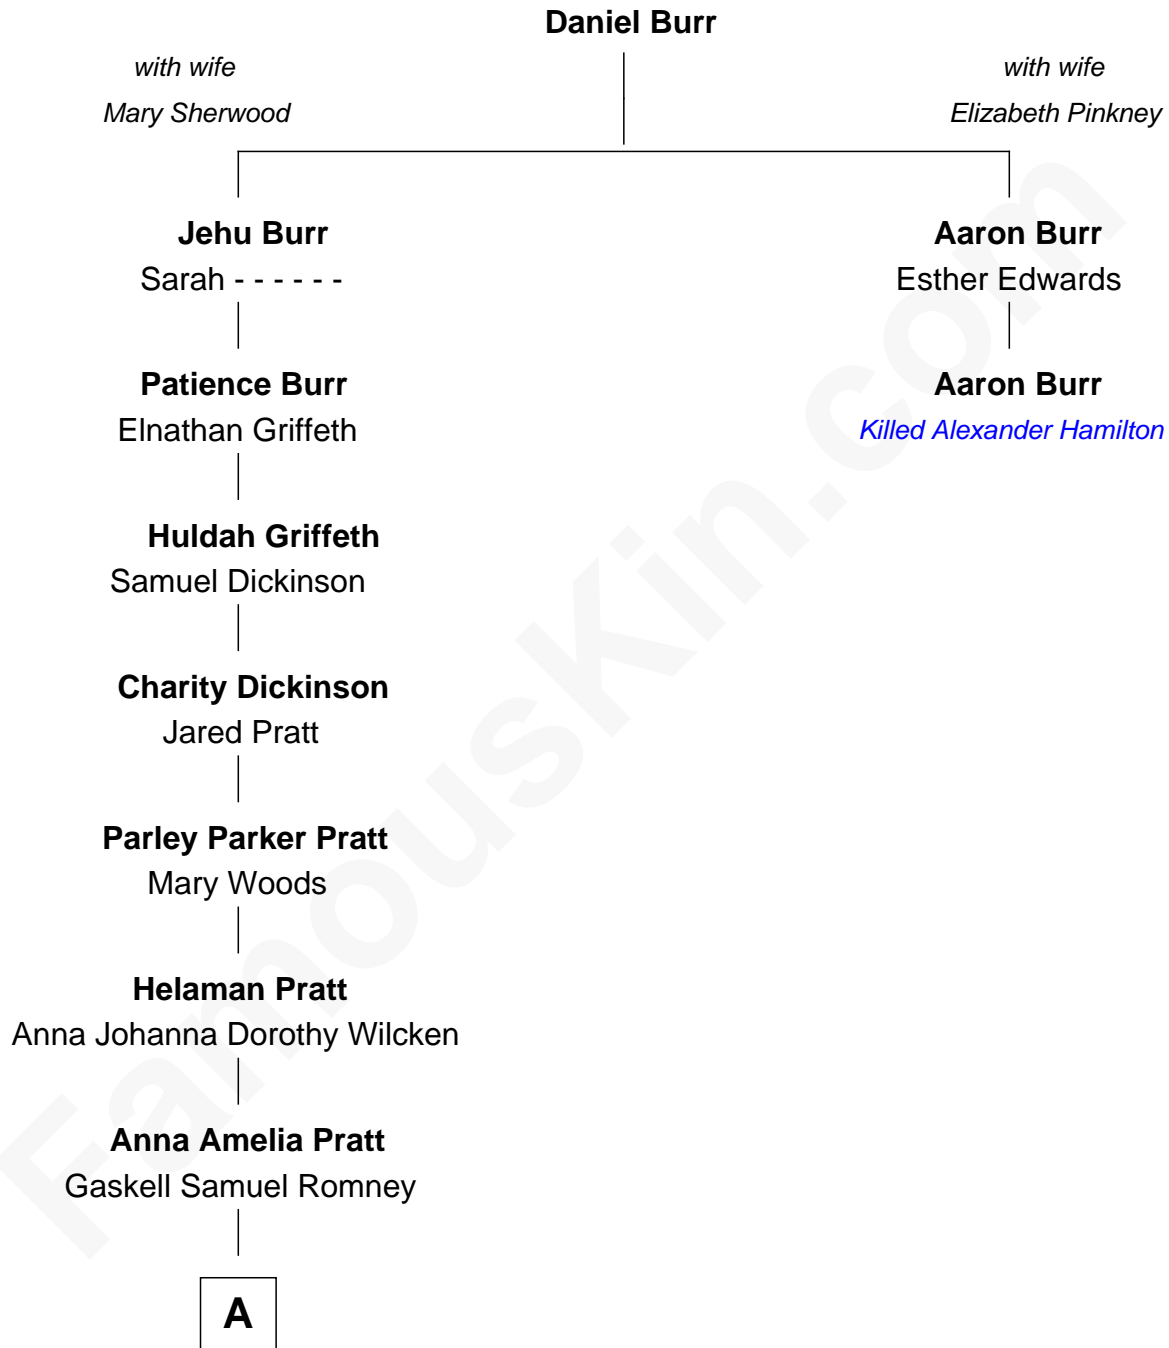 Daniel Burr
with wife
Mary Sherwood
with wife
Elizabeth Pinkney
Jehu Burr
Sarah - - - - - -
Aaron Burr
Esther Edwards
Patience Burr
Elnathan Griffeth
Aaron Burr
Killed Alexander Hamilton
Huldah Griffeth
Samuel Dickinson
Charity Dickinson
Jared Pratt
Parley Parker Pratt
Mary Woods
Helaman Pratt
Anna Johanna Dorothy Wilcken
Anna Amelia Pratt
Gaskell Samuel Romney
A
FamousKin.com